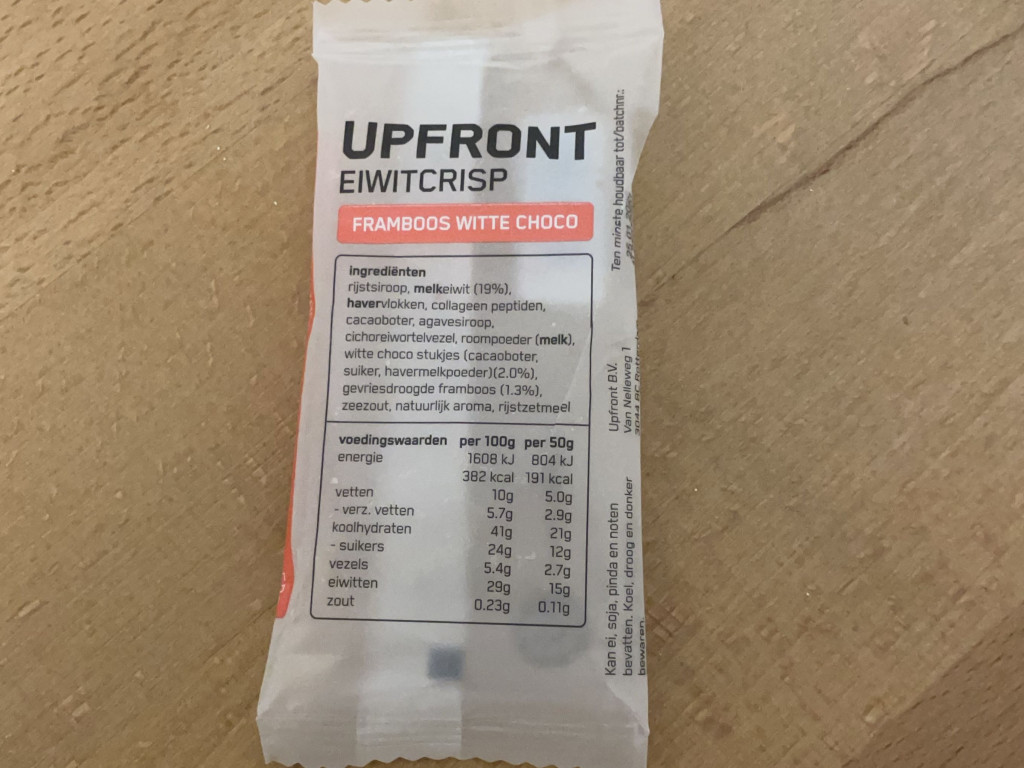 UPFRONT
EIWITCRISP
FRAMBOOS WITTE CHOCO
ingrediënten
rijstsiroop, melkeiwit (19%),
havervlokken, collageen peptiden,
cacaoboter, agavesiroop,
cichoreiwortelvezel, roompoeder (melk),
witte choco stukjes (cacaoboter,
suiker, havermelkpoeder)(2.0%),
gevriesdroogde framboos (1.3%),
zeezout, natuurlijk aroma, rijstzetmeel
voedingswaarden per 100g per 50g
energie 1608 kJ 804 kJ
382 kcal 191 kcal
vetten 10g 5.0g
- verz. vetten 5.7g 2.9g
koolhydraten 41g 21g
- suikers 24g 12g
vezels 5.4g 2.7g
eiwitten 29g 15g
zout 0.23g 0.11g
Kan ei, soja, pinda en noten
bevatten. Koel, droog en donker
bewaren.
Upfront B.V.
Van Nelleweg 1
Ten minste houdbaar tot/batchnr.: